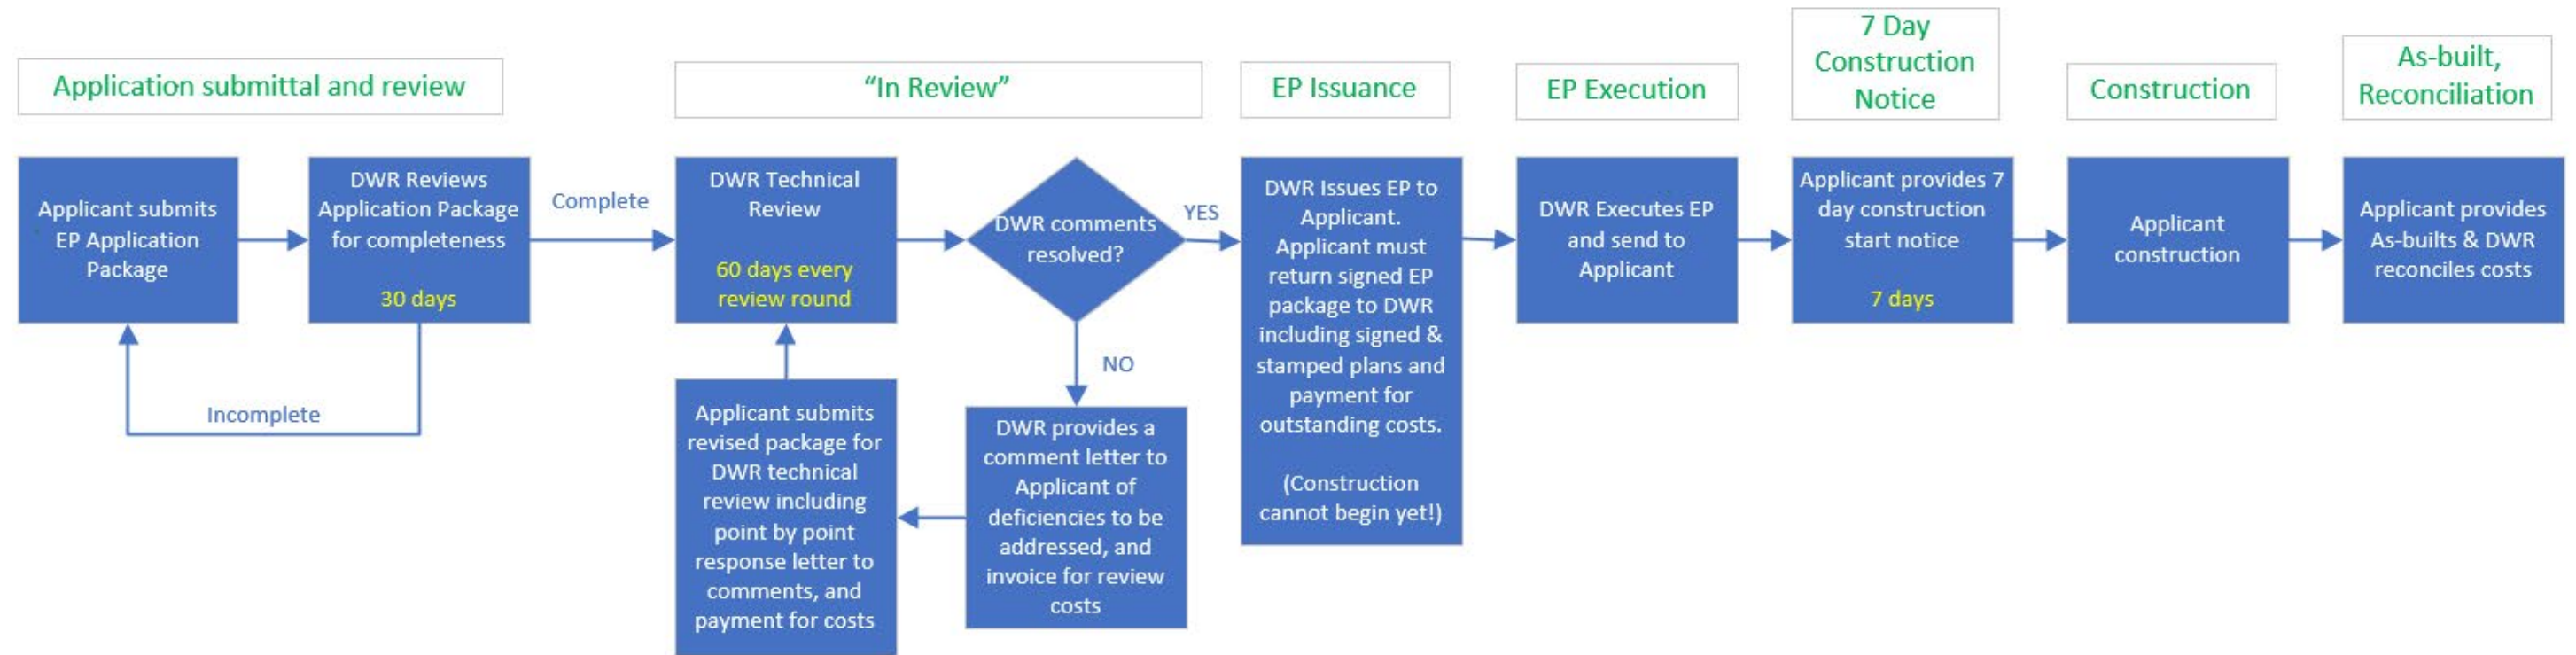 Application submittal and review
“In Review”
EP Issuance
EP Execution
7 Day
Construction
Notice
Construction
As-built,
Reconciliation
Applicant submits
EP Application
Package
DWR Reviews
Application Package
for completeness
30 days
Complete
Incomplete
DWR Technical
Review
60 days every
review round
DWR comments
resolved?
YES
NO
DWR provides a
comment letter to
Applicant of
deficiencies to be
addressed, and
invoice for review
costs
Applicant submits
revised package for
DWR technical
review including
point by point
response letter to
comments, and
payment for costs
DWR Issues EP to
Applicant.
Applicant must
return signed EP
package to DWR
including signed &
stamped plans and
payment for
outstanding costs.
(Construction
cannot begin yet!)
DWR Executes EP
and send to
Applicant
Applicant provides 7
day construction
start notice
7 days
Applicant
construction
Applicant provides
As-builts & DWR
reconciles costs